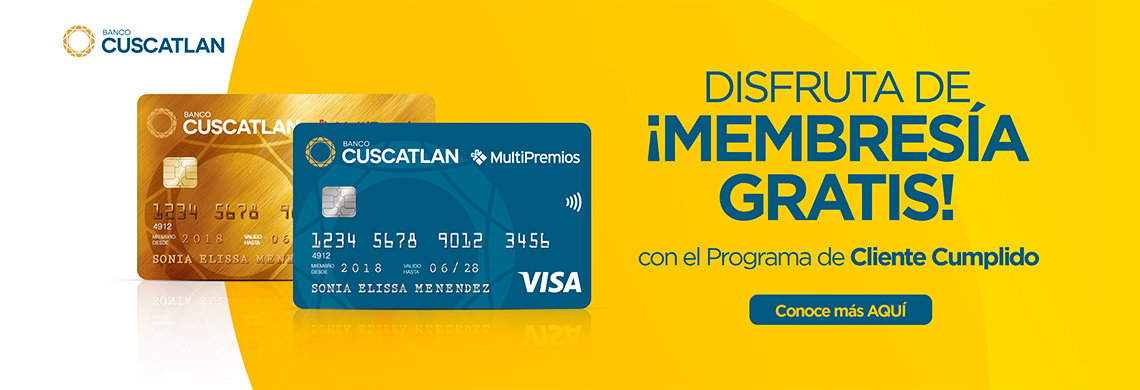 BANCO
CUSCATLAN
BANCO
CUSCATLAN
1234 5678
4912
MIEMBRO
DESDE
2018
VALIDO
HASTA
06/
SONIA ELISSA MENE
BANCO
CUSCATLAN
MultiPremios
1234 5678 9012 3456
4912
MIEMBRO
DESDE
2018
VALIDO
HASTA
06/28
SONIA ELISSA MENENDEZ
VISA
DISFRUTA DE
¡MEMBRESÍA
GRATIS!
con el Programa de Cliente Cumplido
Conoce más AQUÍ